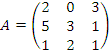 A = ( 2 0 3
5 3 1
1 2 1 )